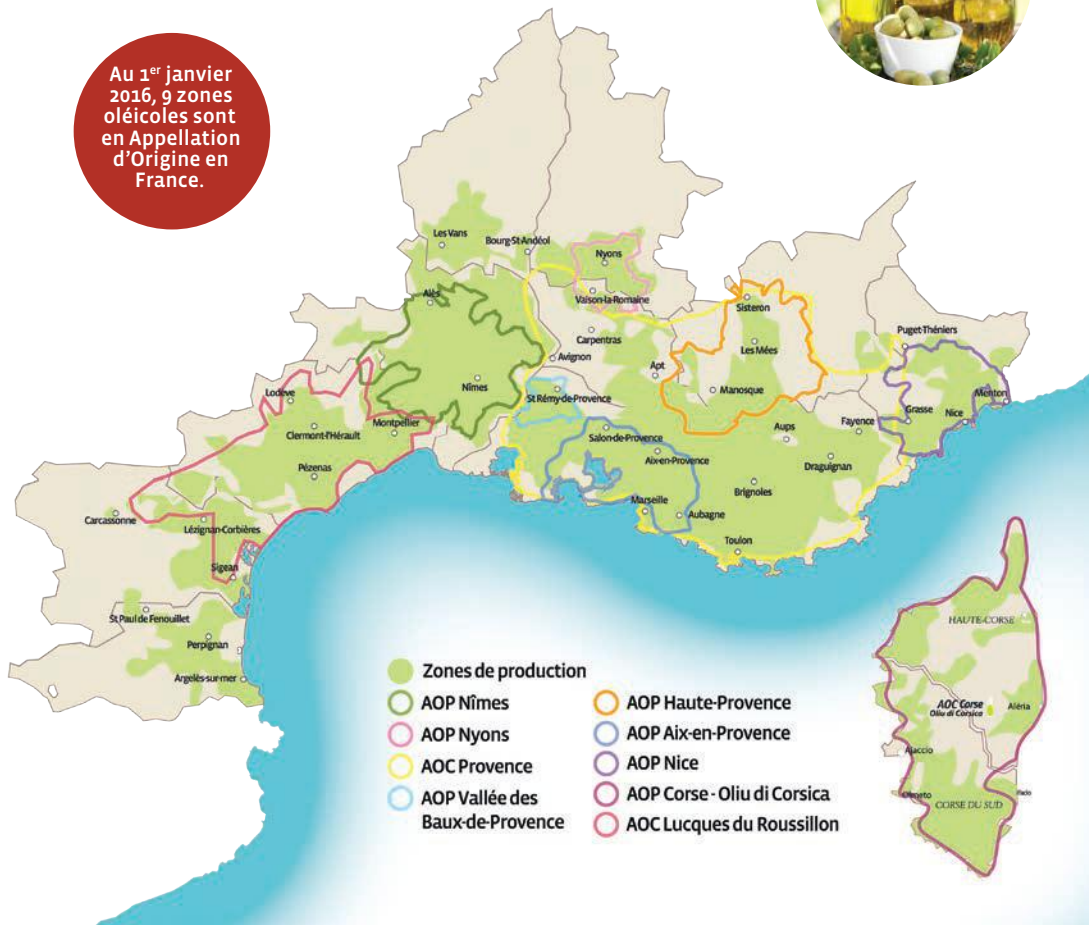 Au 1er janvier
2016, 9 zones
oléicoles sont
en Appellation
d’Origine en
France.
Les Vans
Bourg-St-Andéol
Nyons
Alès
Vaison-la-Romaine
Sisteron
Carpentras
Puget-Théniers
Avignon
Apt
Les Mées
Nîmes
St Rémy-de-Provence
Manosque
Menton
Lodève
Grasse
Nice
Clermont-l'Hérault
Montpellier
Salon-de-Provence
Aups
Fayence
Pézenas
Aix-en-Provence
Draguignan
Brignoles
Carcassonne
Lézignan-Corbières
Marseille
Aubagne
Toulon
Sigean
St Paul de Fenouillet
Perpignan
Argelès-sur-mer
Zones de production
AOP Nîmes
AOP Nyons
AOC Provence
AOP Vallée des
Baux-de-Provence
AOP Haute-Provence
AOP Aix-en-Provence
AOP Nice
AOP Corse - Oliu di Corsica
AOC Lucques du Roussillon
HAUTE-CORSE
AOC Corse
Oliu di Corsica
Aléria
Ajaccio
CORSE DU SUD